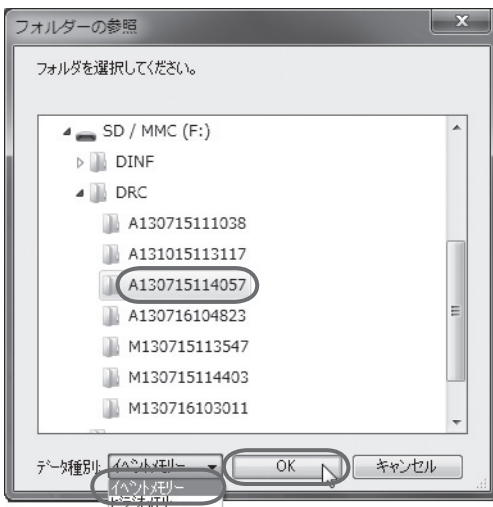 フォルダーの参照
x
フォルダを選択してください。
SD / MMC (F:)
DINF
DRC
A130715111038
A131015113117
A130715114057
A130716104823
M130715113547
M130715114403
M130716103011
データ種別: イベントメモリー OK キャンセル
イベントメモリー